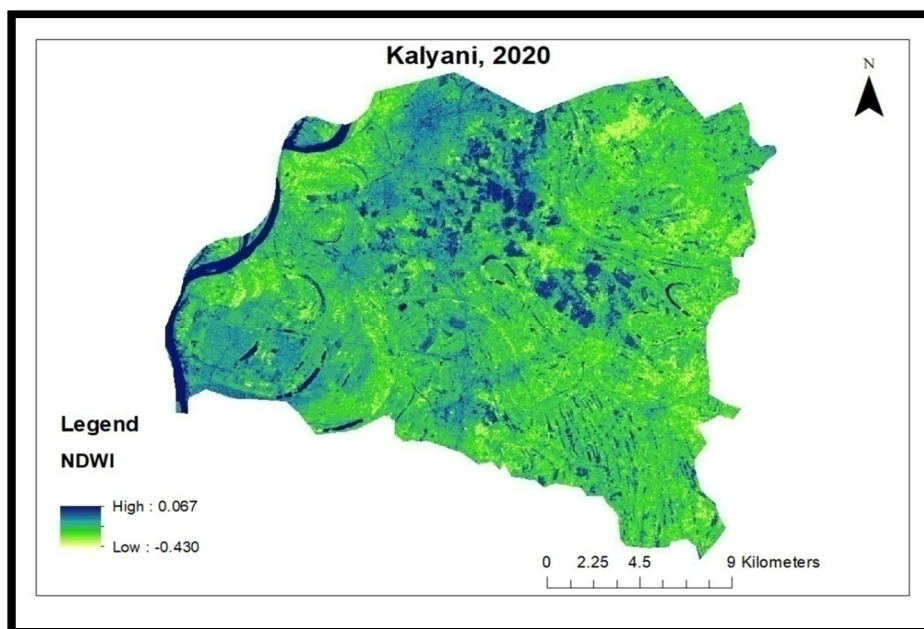 Kalyani, 2020
N
Legend
NDWI
High : 0.067
Low : -0.430
0 2.25 4.5 9 Kilometers